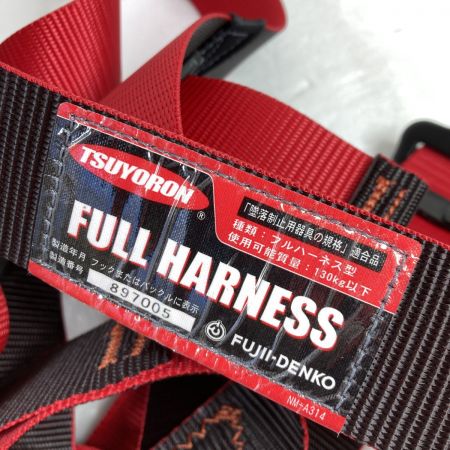 TSUYORON®
FULL HARNESS
「墜落制止用器具の規格」適合品
種類：フルハーネス型
使用可能質量：130kg以下
製造年月 フックまたはバックルに表示
製造番号
897005
FUJII-DENKO
NM-A314